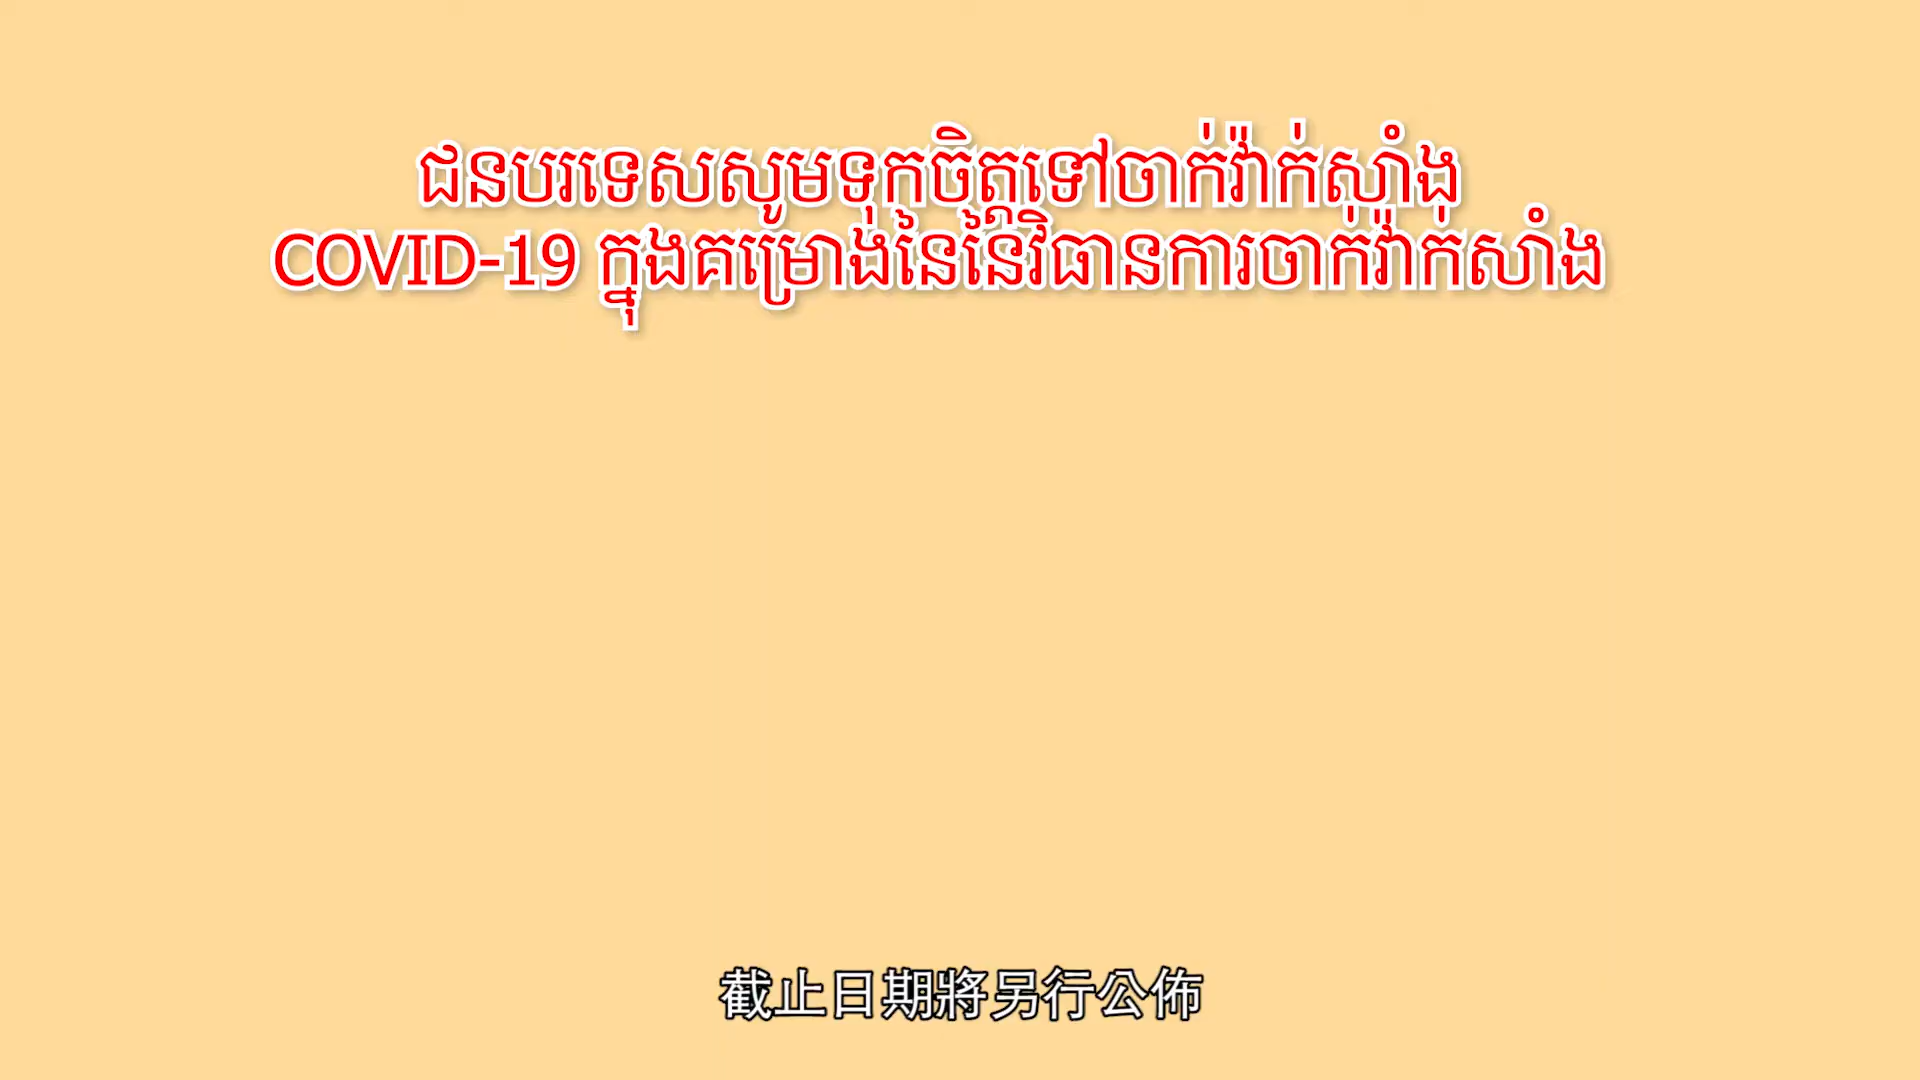 ជនបរទេសសូមទុកចិត្តទៅចាក់វ៉ាក់ស្វាំង
COVID-19 ក្នុងគម្រោងនៃនៃវិធានការចាក់វ៉ាក់សាំង
截止日期將另行公佈